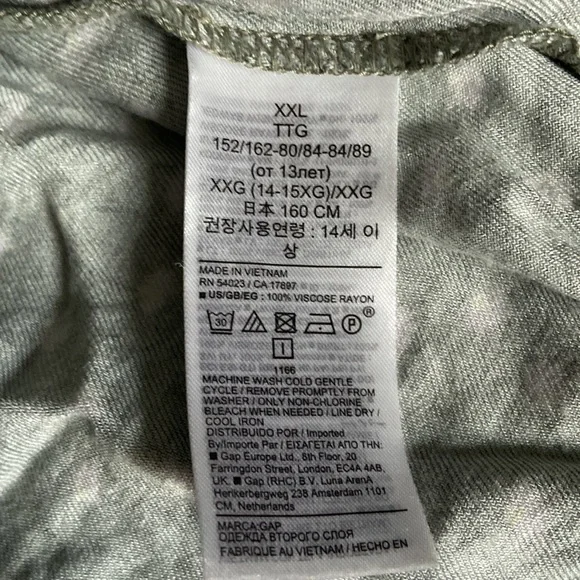 XXL
TTG
152/162-80/84-84/89
(от 13лет)
XXG (14-15XG)/XXG
日本 160 CM
권장사용연령 : 14세 이
상
MADE IN VIETNAM
RN 54023 / CA 17897
■ US/GB/EG : 100% VISCOSE RAYON
30 P ®
I
1166
MACHINE WASH COLD GENTLE
CYCLE / REMOVE PROMPTLY FROM
WASHER / ONLY NON-CHLORINE
BLEACH WHEN NEEDED / LINE DRY /
COOL IRON
DISTRIBUIDO POR / Imported
By/Importe Par / ΕΙΣΑΓΕΤΑΙ ΑΠΟ ΤΗΝ:
■ Gap Europe Ltd., 8th Floor, 20
Farringdon Street, London, EC4A 4AB,
UK. ■ Gap (RHC) B.V. Luna ArenA
Herikerbergweg 238 Amsterdam 1101
CM, Netherlands
MARCA:GAP
ОДЕЖДА ВТОРОГО СЛОЯ
FABRIQUE AU VIETNAM / HECHO EN